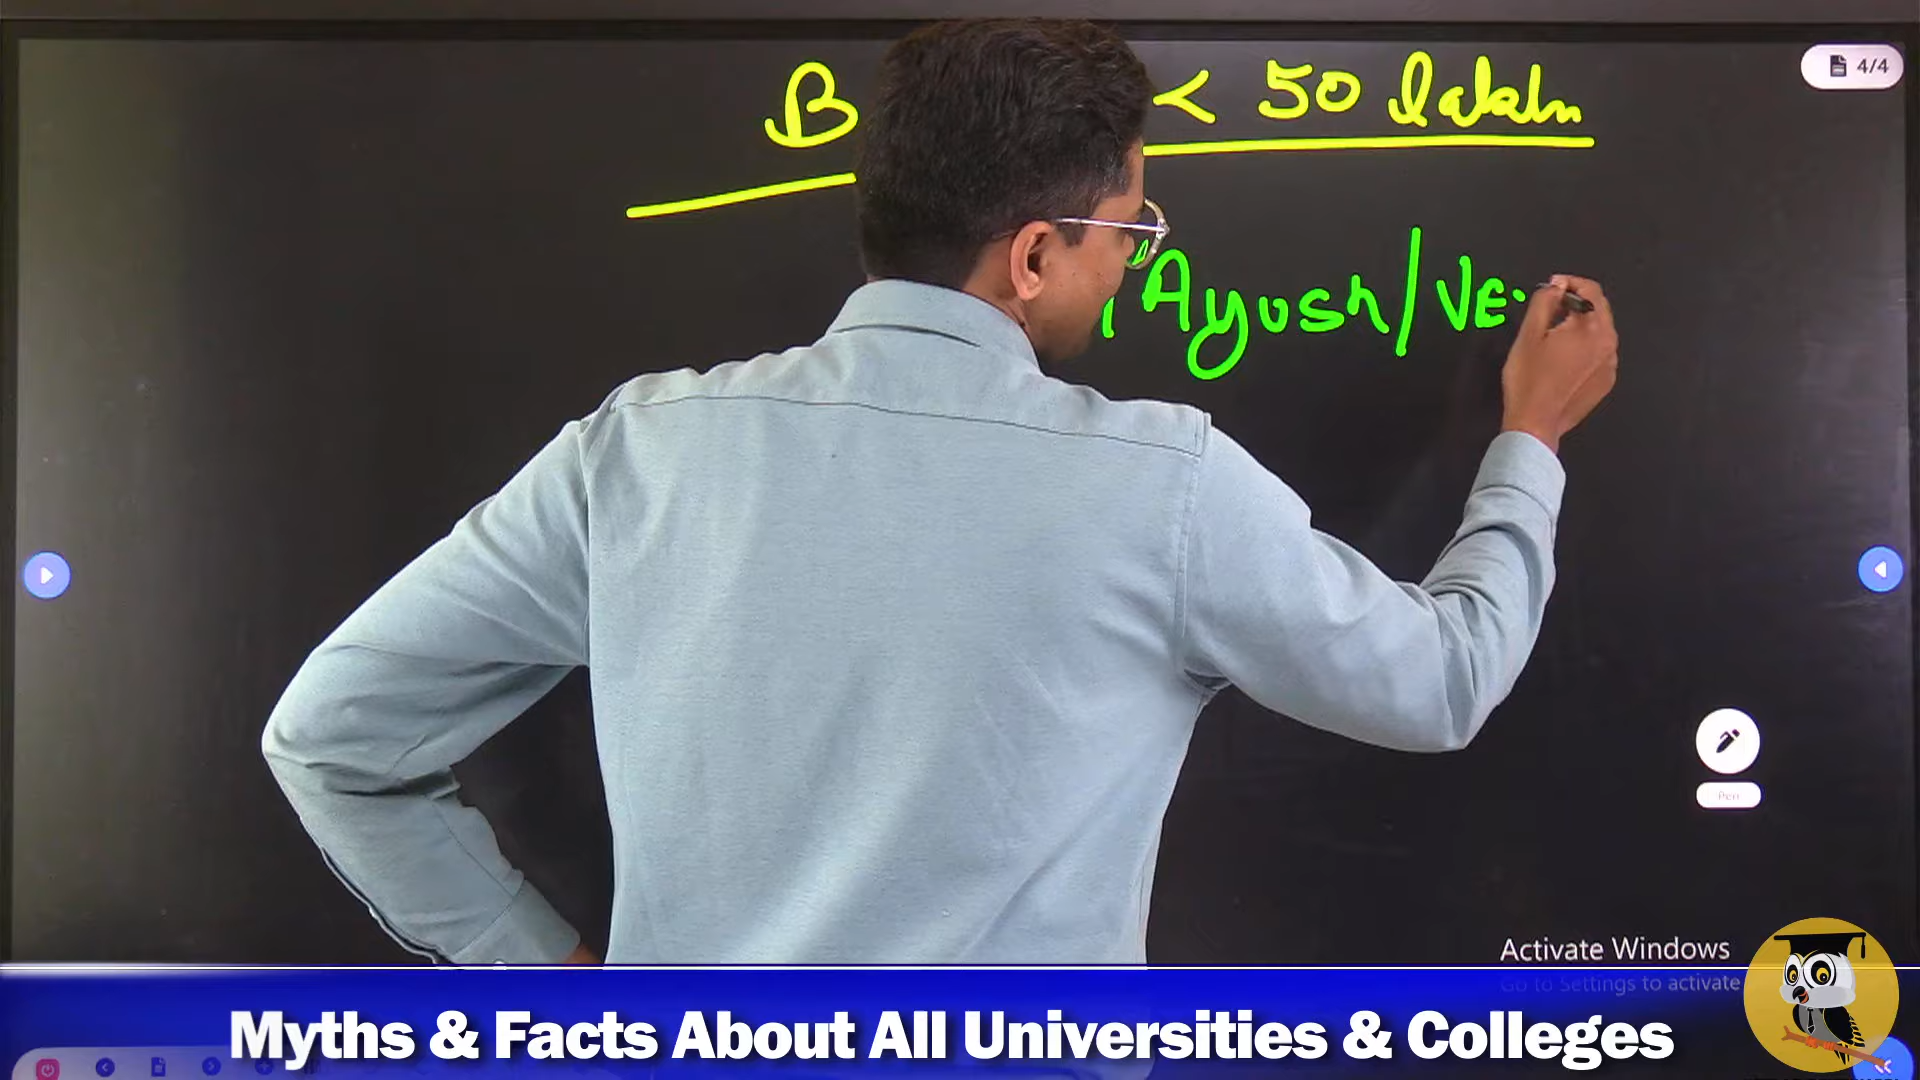 4/4
B < 50 lakh
Ayush/VE
Pen
Activate Windows
Go to Settings to activate
Myths & Facts About All Universities & Colleges